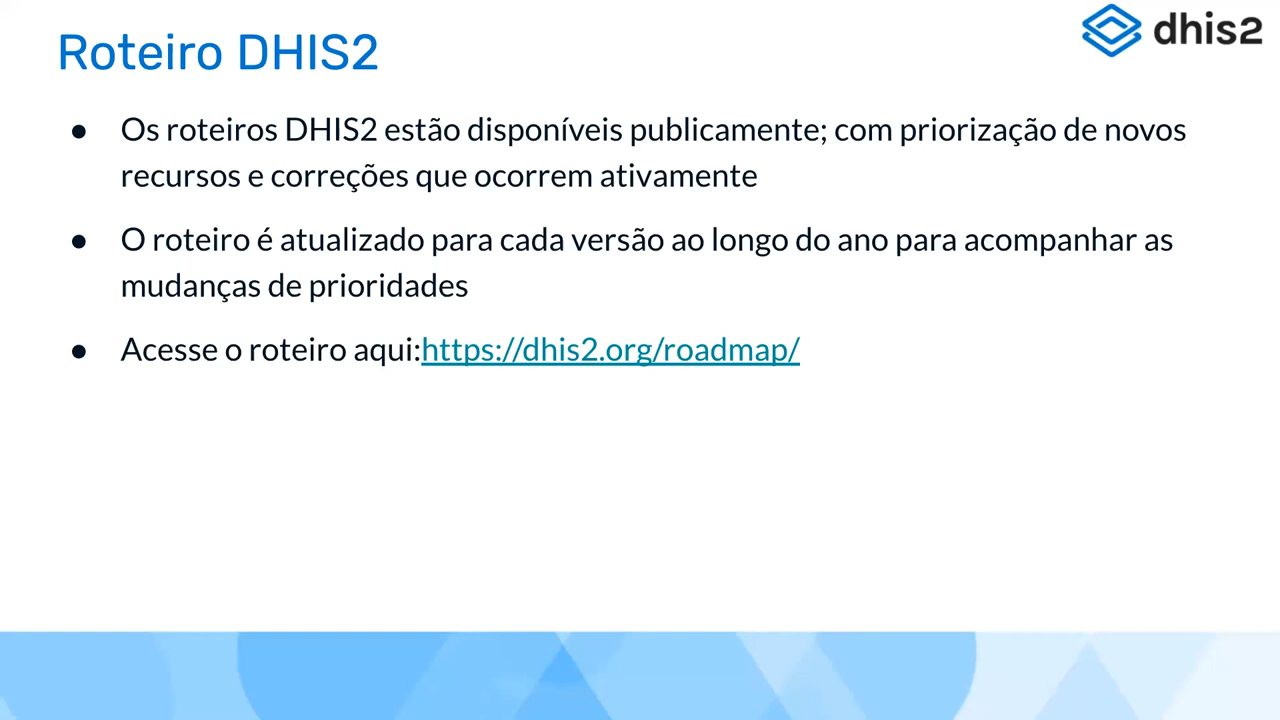 dhis2
Roteiro DHIS2
● Os roteiros DHIS2 estão disponíveis publicamente; com priorização de novos
recursos e correções que ocorrem ativamente
● O roteiro é atualizado para cada versão ao longo do ano para acompanhar as
mudanças de prioridades
● Acesse o roteiro aqui:https://dhis2.org/roadmap/